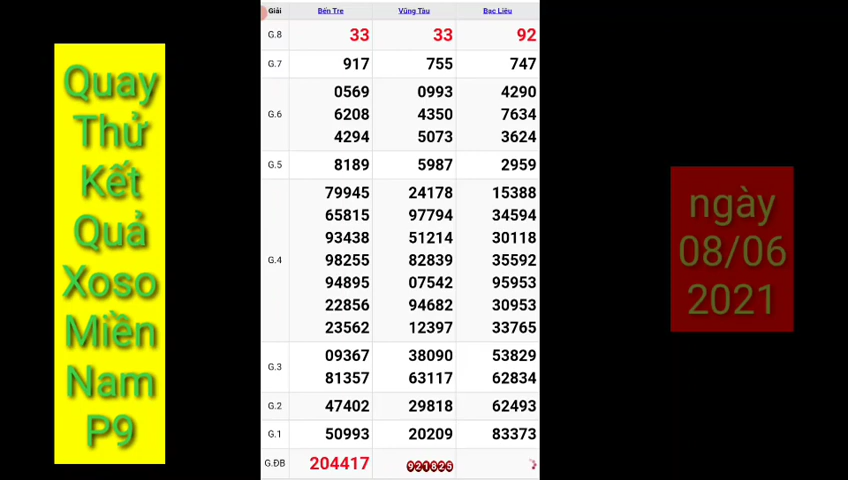 Quay
Thử
Kết
Quả
Xoso
Miền
Nam
P9
Giải Bến Tre Vũng Tàu Bạc Liêu
G.8 33 33 92
G.7 917 755 747
0569 0993 4290
G.6 6208 4350 7634
4294 5073 3624
G.5 8189 5987 2959
79945 24178 15388
65815 97794 34594
93438 51214 30118
G.4 98255 82839 35592
94895 07542 95953
22856 94682 30953
23562 12397 33765
G.3 09367 38090 53829
81357 63117 62834
G.2 47402 29818 62493
G.1 50993 20209 83373
G.ĐB 204417 921825
ngày
08/06
2021